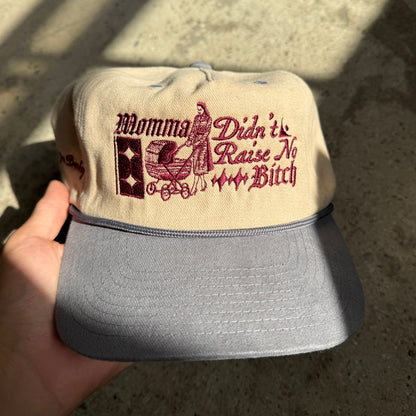 Momma Didn't
Raise No
Bitch